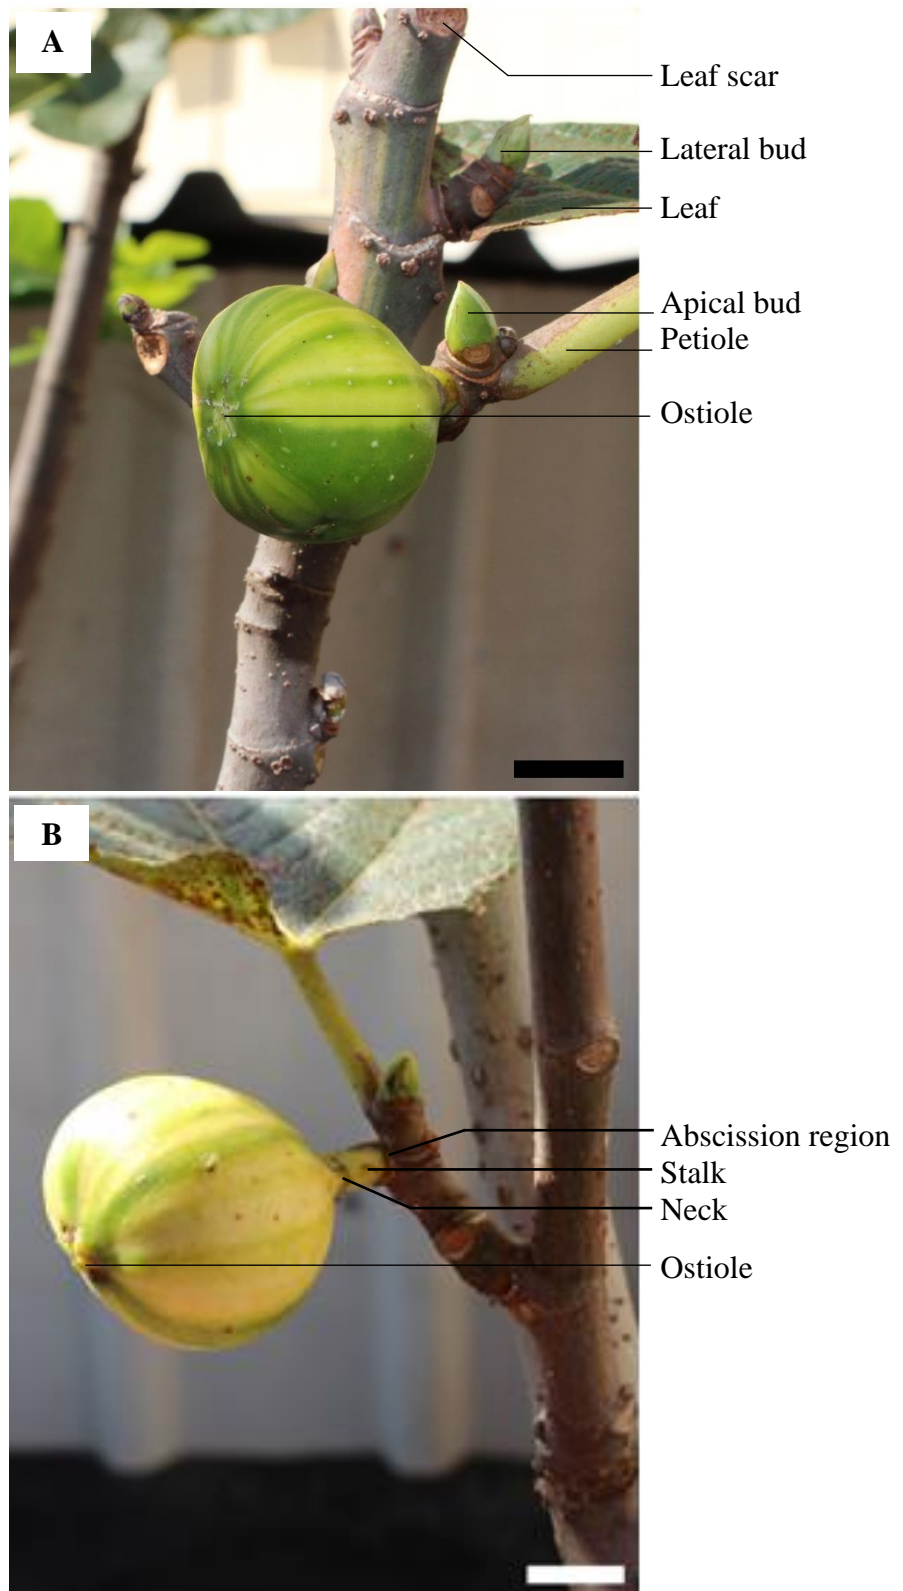 A
Leaf scar
Lateral bud
Leaf
Apical bud
Petiole
Ostiole
B
Abscission region
Stalk
Neck
Ostiole